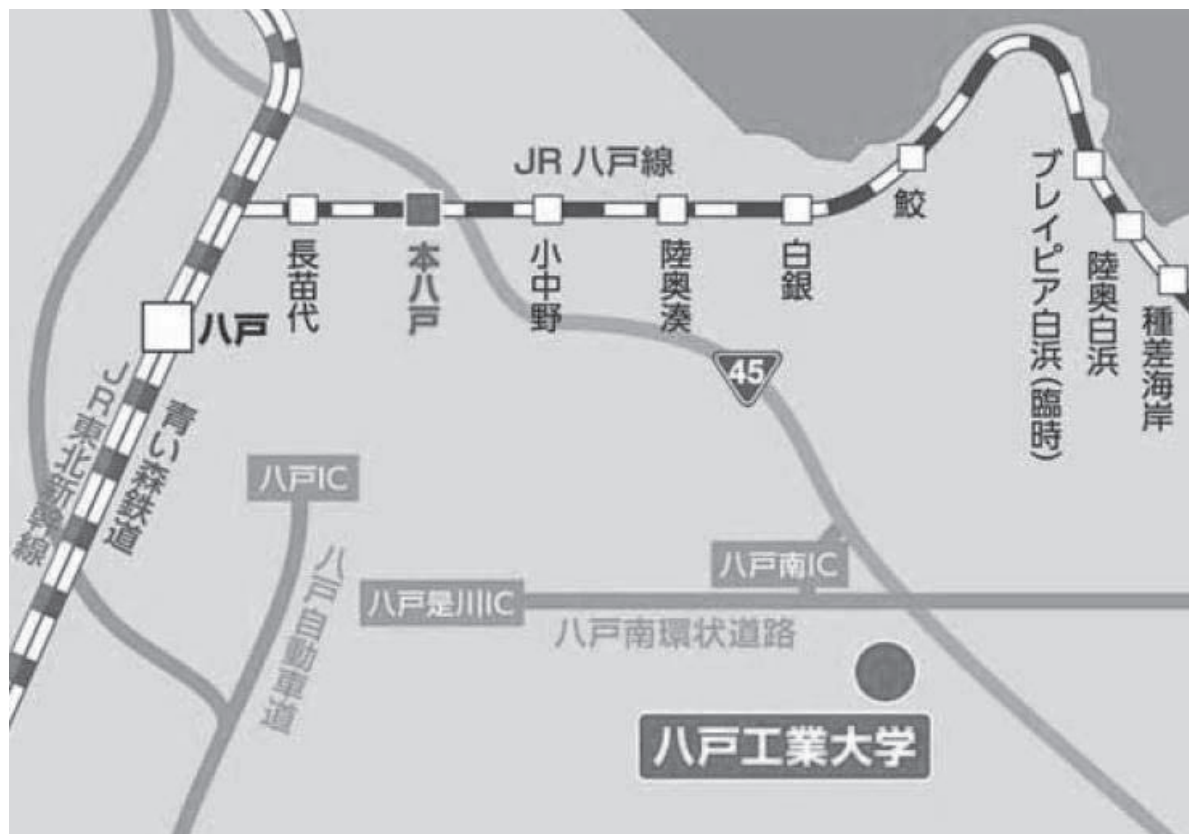 JR 八戸線
長苗代
本八戸
小中野
陸奥湊
白銀
鮫
プレイピア白浜(臨時)
陸奥白浜
種差海岸
八戸
45
JR東北新幹線
青い森鉄道
八戸IC
八戸自動車道
八戸是川IC
八戸南IC
八戸南環状道路
八戸工業大学